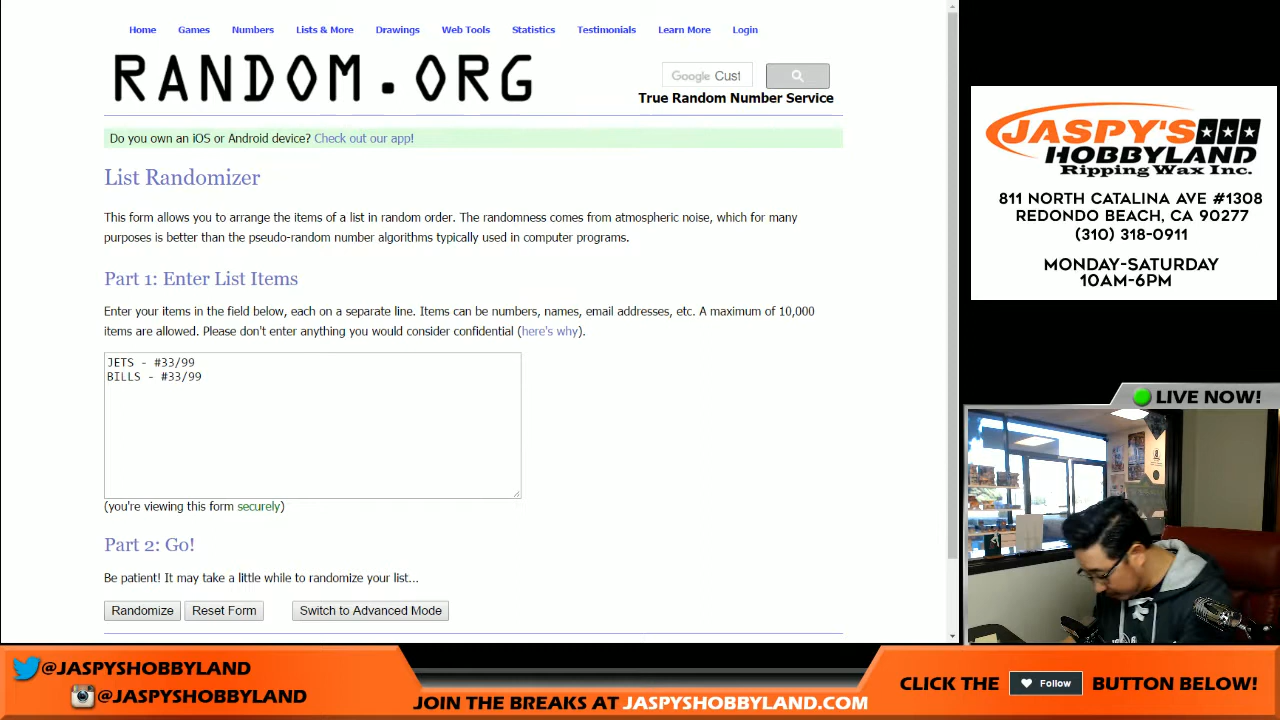 Home Games Numbers Lists & More Drawings Web Tools Statistics Testimonials Learn More Login
RANDOM.ORG
Google Cust
True Random Number Service
Do you own an iOS or Android device? Check out our app!
List Randomizer
This form allows you to arrange the items of a list in random order. The randomness comes from atmospheric noise, which for many
purposes is better than the pseudo-random number algorithms typically used in computer programs.
Part 1: Enter List Items
Enter your items in the field below, each on a separate line. Items can be numbers, names, email addresses, etc. A maximum of 10,000
items are allowed. Please don't enter anything you would consider confidential (here's why).
JETS - #33/99
BILLS - #33/99
(you're viewing this form securely)
Part 2: Go!
Be patient! It may take a little while to randomize your list...
Randomize Reset Form Switch to Advanced Mode
JASPY'S
HOBBYLAND
Ripping Wax Inc.
811 NORTH CATALINA AVE #1308
REDONDO BEACH, CA 90277
(310) 318-0911
MONDAY-SATURDAY
10AM-6PM
LIVE NOW!
@JASPYSHOBBYLAND
@JASPYSHOBBYLAND
JOIN THE BREAKS AT JASPYSHOBBYLAND.COM
CLICK THE Follow BUTTON BELOW!